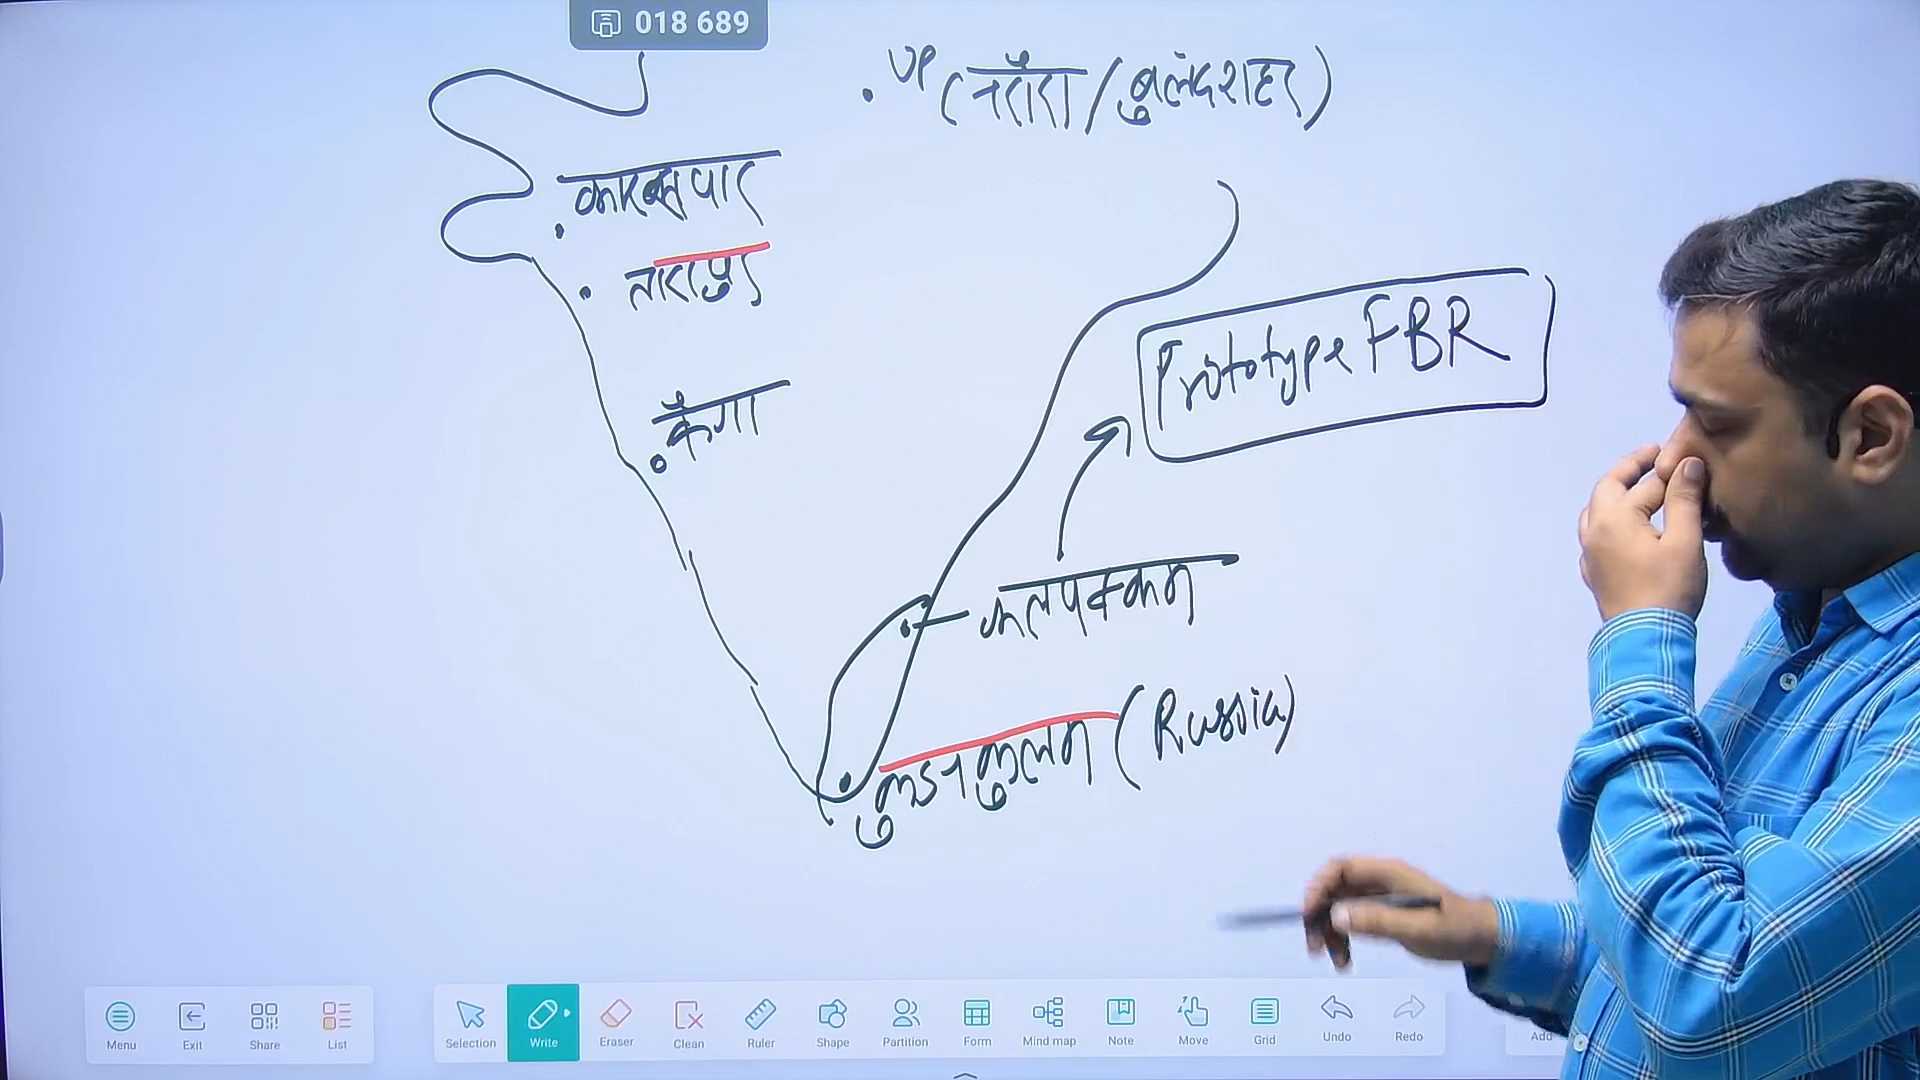 018 689
UP (नरौरा / बुलंदशहर)
तारापुर
कैगा
Prototype FBR
कलपक्कम
कुडनकुलम (Russia)
Menu Exit Share List Selection Write Eraser Clean Ruler Shape Partition Form Mind map Note Move Grid Undo Redo Add